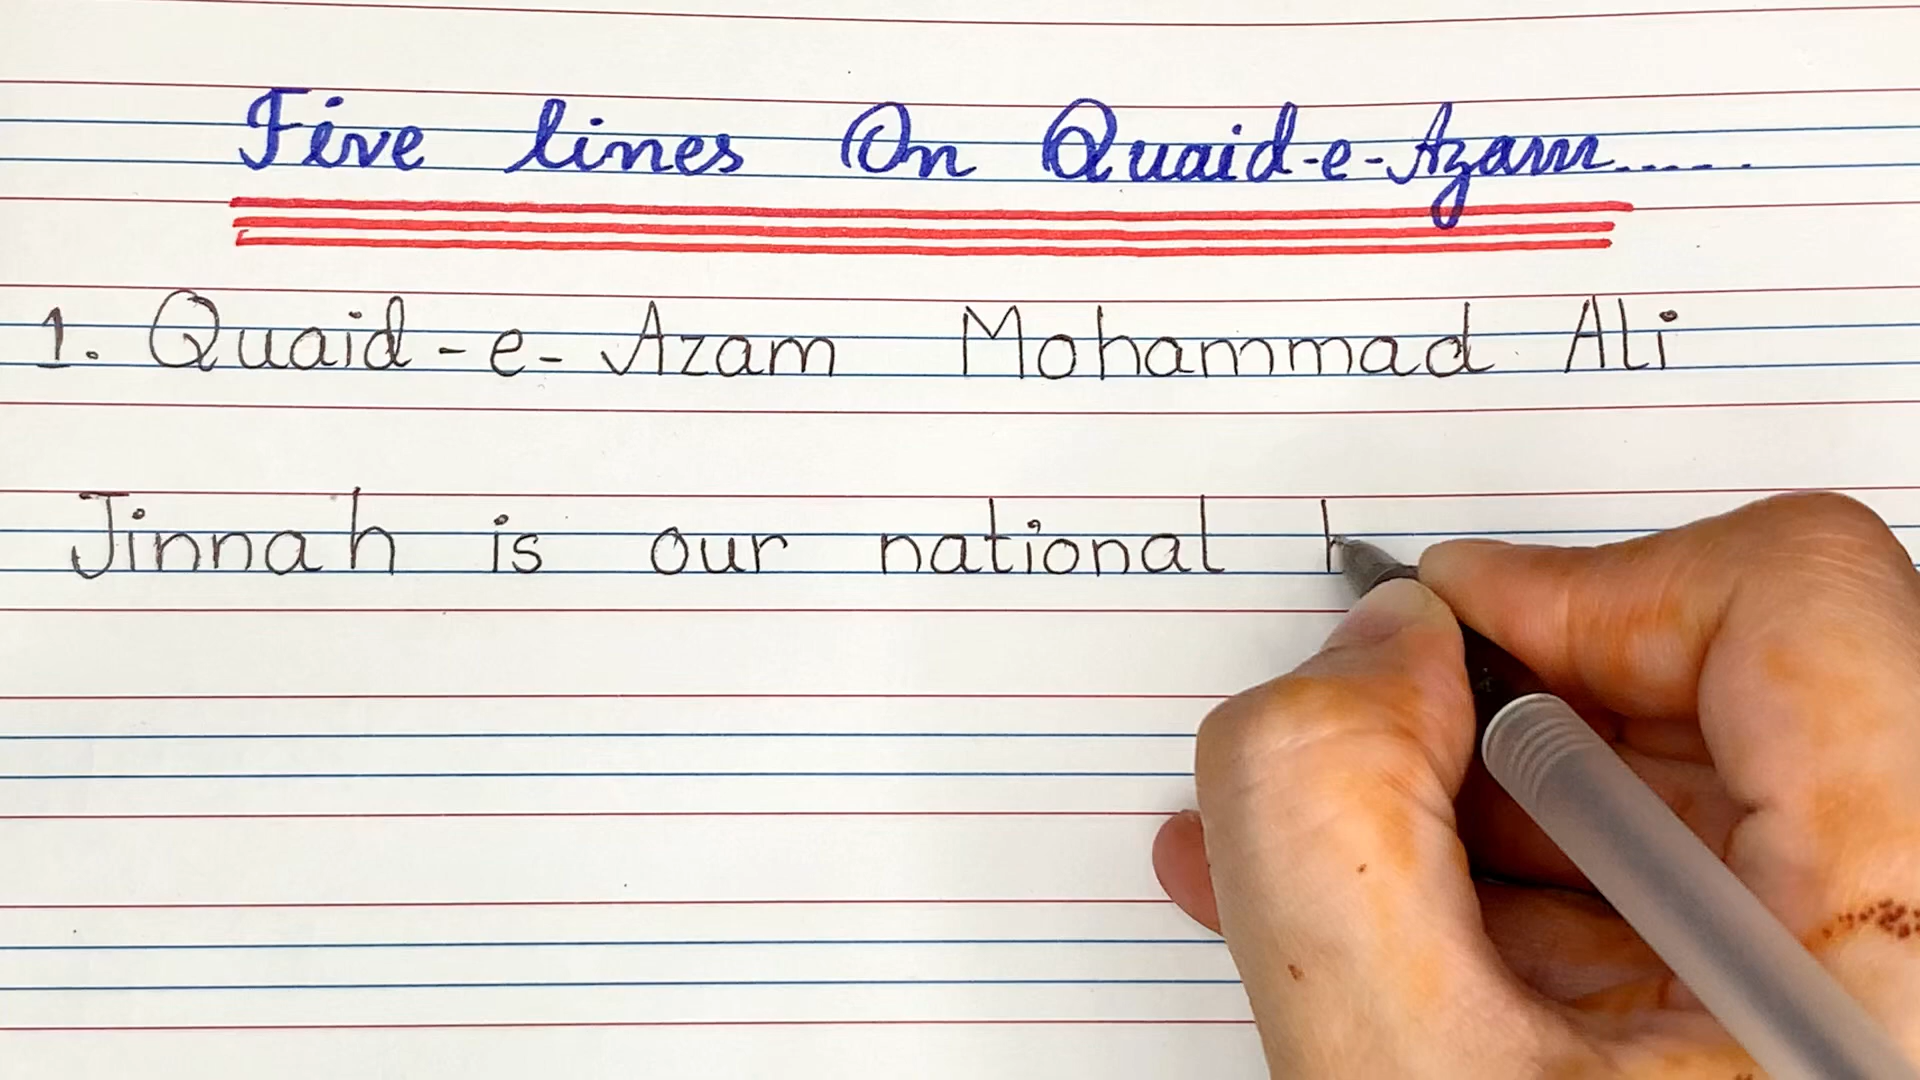 Five lines On Quaid-e-Azam.....
1. Quaid-e-Azam Mohammad Ali
Jinnah is our national h